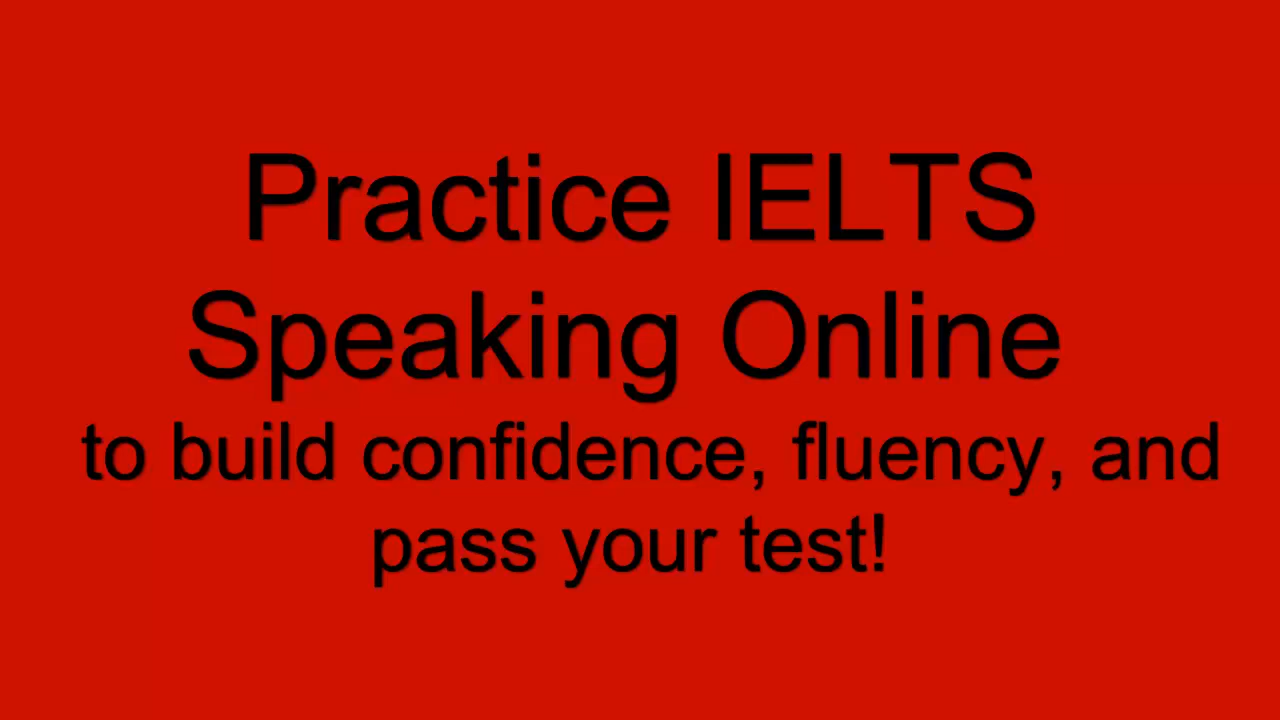 Practice IELTS
Speaking Online
to build confidence, fluency, and
pass your test!